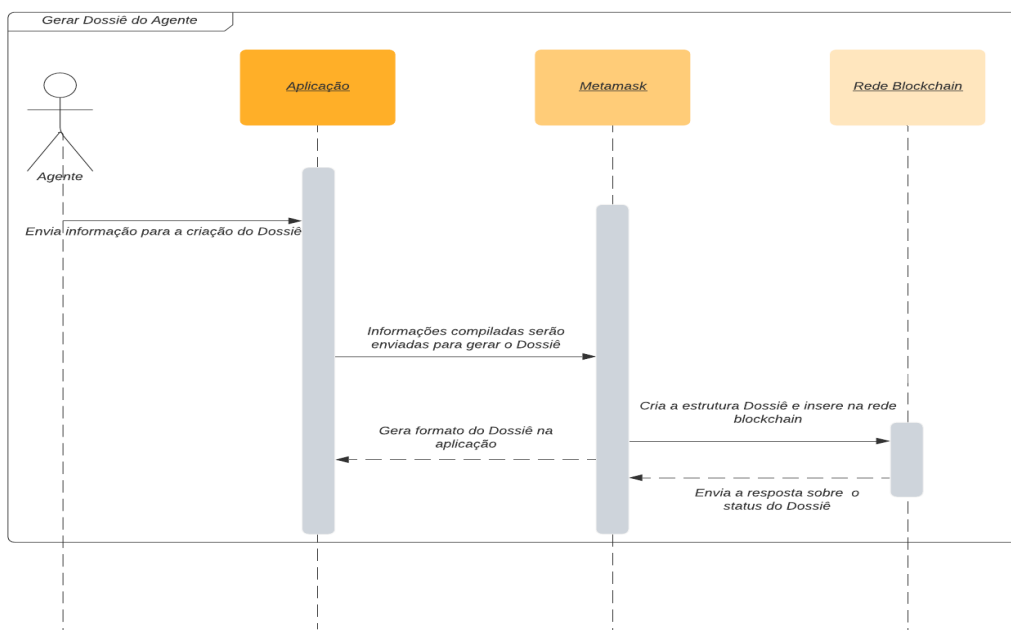 Gerar Dossiê do Agente
Aplicação
Metamask
Rede Blockchain
Agente
Envia informação para a criação do Dossiê
Informações compiladas serão
enviadas para gerar o Dossiê
Cria a estrutura Dossiê e insere na rede
blockchain
Gera formato do Dossiê na
aplicação
Envia a resposta sobre o
status do Dossiê